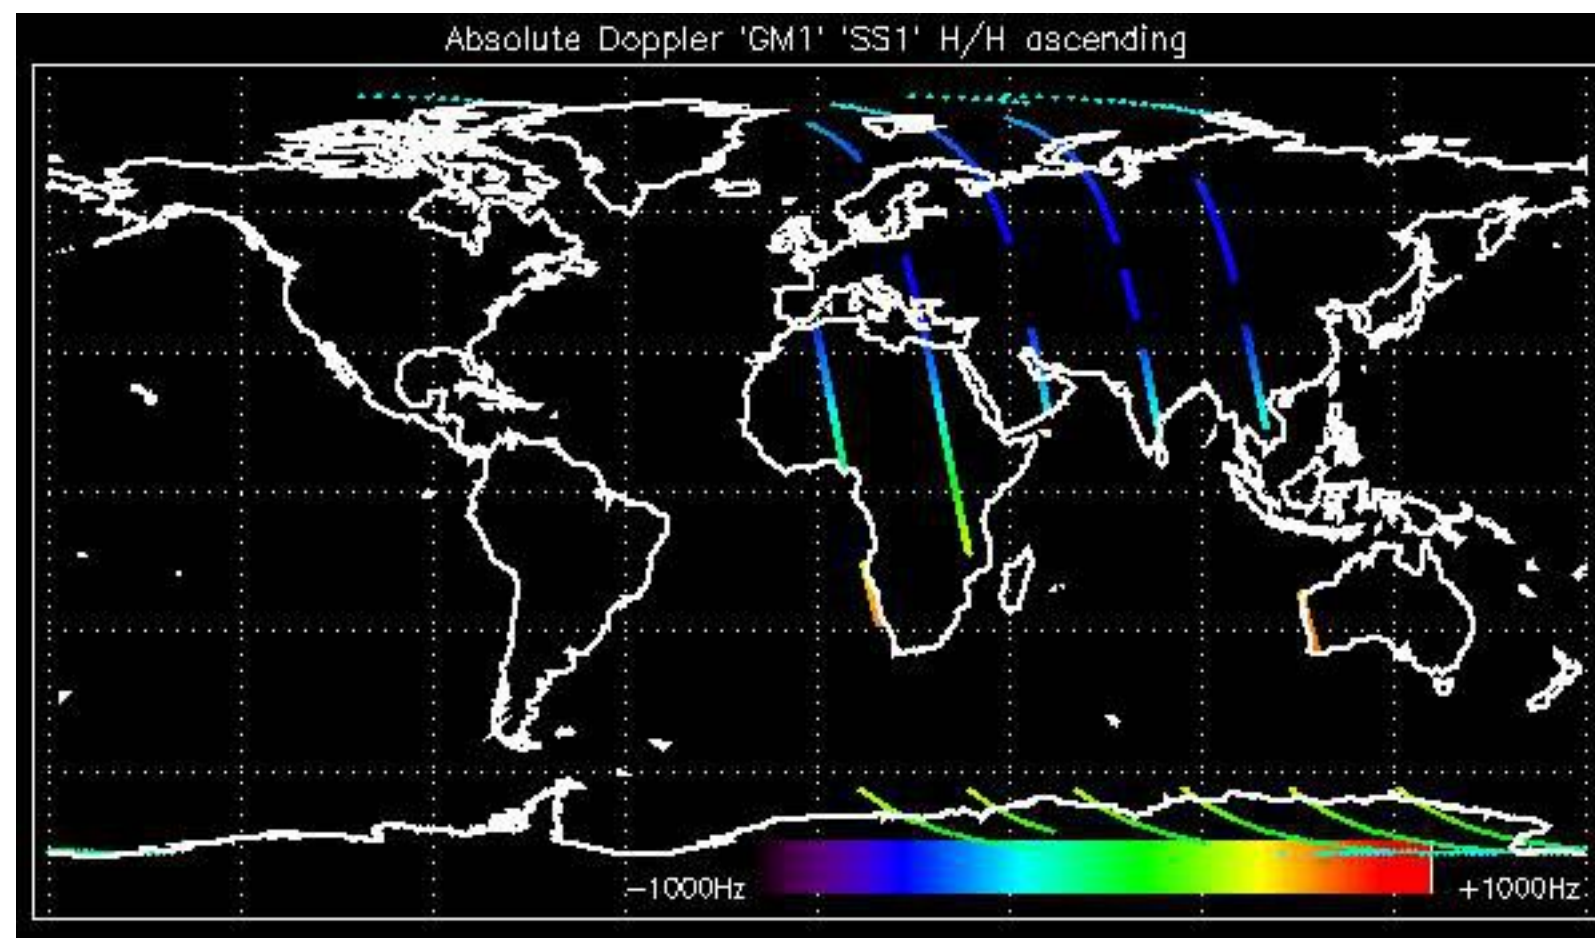 Absolute Doppler 'GM1' 'SS1' H/H ascending
-1000Hz
+1000Hz